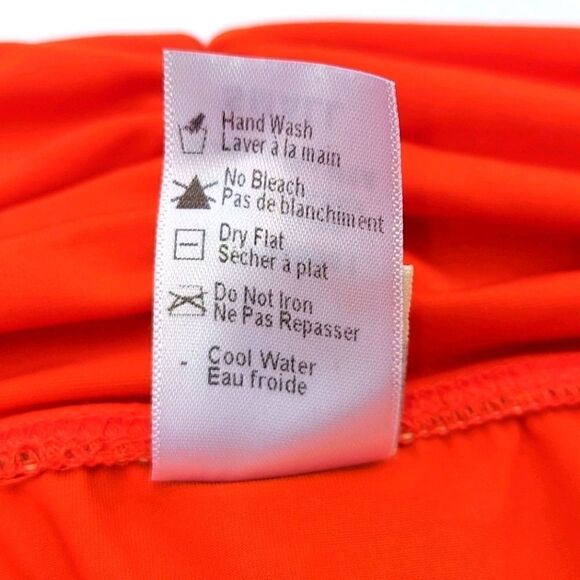 Hand Wash
Laver à la main
No Bleach
Pas de blanchiment
Dry Flat
Secher à plat
Do Not Iron
Ne Pas Repasser
- Cool Water
Eau froide